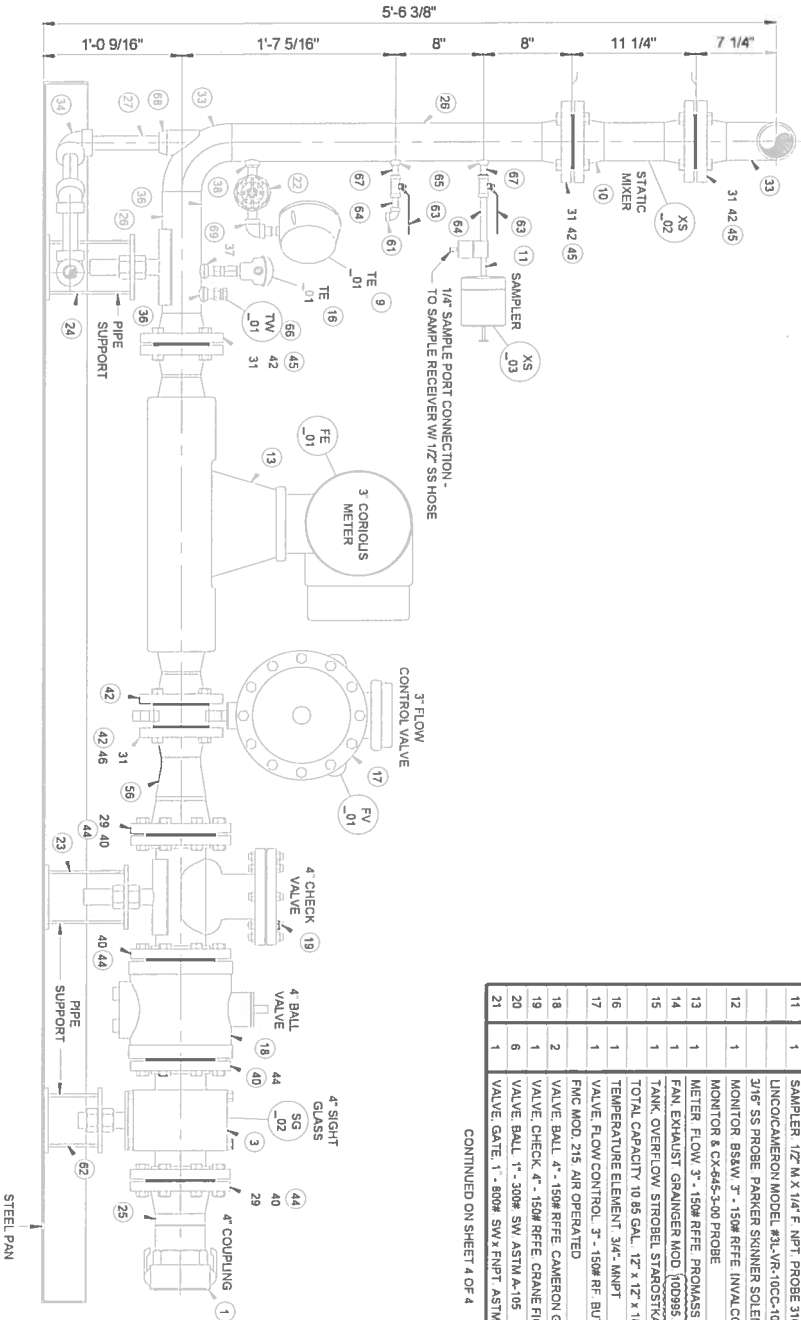 5'-6 3/8"
1'-0 9/16"
1'-7 5/16"
8"
8"
11 1/4"
7 1/4"
34
27
68
33
26
33
31 42 45
10
STATIC
MIXER
XS
_02
31 42 45
67
65
67
64
63
61
64
63
11
SAMPLER
XS
_03
1/4" SAMPLE PORT CONNECTION -
TO SAMPLE RECEIVER W/ 1/2" SS HOSE
36
26
38
22
69
37
TE
_01
9
TE
_01
16
TW
_01
66
24
PIPE
SUPPORT
36
42 45
31
FE
_01
13
3" CORIOLIS
METER
42
42
46
31
56
3" FLOW
CONTROL VALVE
17
FV
_01
29 40
44
23
4" CHECK
VALVE
19
40 44
PIPE
SUPPORT
4" BALL
VALVE
18
44
40
4" SIGHT
GLASS
SG
_02
3
62
29 40 44
25
4" COUPLING
1
STEEL PAN
11 1 SAMPLER 1/2" M X 1/4" F NPT. PROBE
LINCO/CAMERON MODEL #3L-VR-10CC-10
3/16" SS PROBE. PARKER SKINNER
12 1 MONITOR BS&W, 3" - 150# RFFE.
MONITOR & CX-645-3-00 PROBE
13 1 METER, FLOW, 3" - 150# RFFE. PROMASS
14 1 FAN, EXHAUST. GRAINGER MOD 10D995
15 1 TANK, OVERFLOW STROBEL
TOTAL CAPACITY 10.85 GAL. 12" x 12" x
16 1 TEMPERATURE ELEMENT. 3/4" MNPT
17 1 VALVE, FLOW CONTROL. 3" - 150# RF.
FMC MOD. 215 AIR OPERATED
18 2 VALVE, BALL 4" - 150# RFFE. CAMERON
19 1 VALVE, CHECK, 4" - 150# RFFE. CRANE
20 6 VALVE, BALL 1" - 300# SW. ASTM A-105
21 1 VALVE, GATE, 1" - 800# SW x FNPT. ASTM
CONTINUED ON SHEET 4 OF 4